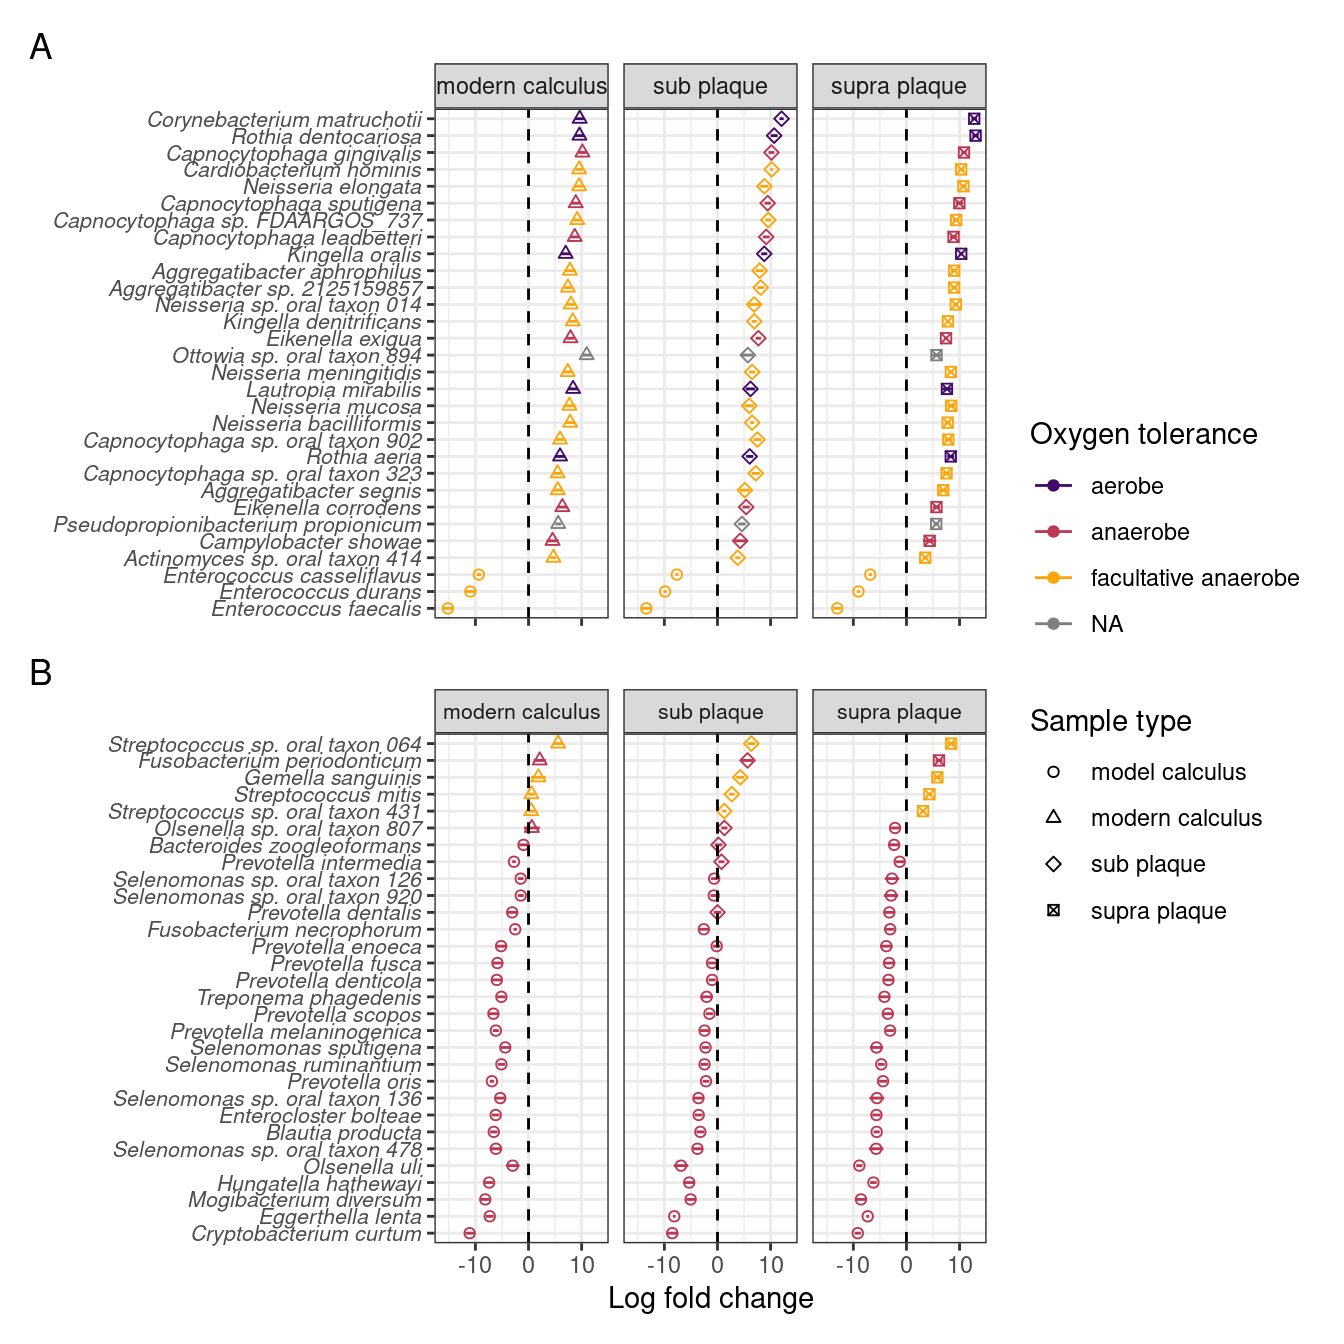 A
modern calculus
sub plaque
supra plaque
Corynebacterium matruchotii
Rothia dentocariosa
Capnocytophaga gingivalis
Cardiobacterium hominis
Neisseria elongata
Capnocytophaga sputigena
Capnocytophaga sp. FDAARGOS_737
Capnocytophaga leadbetteri
Kingella oralis
Aggregatibacter aphrophilus
Aggregatibacter sp. 2125159857
Neisseria sp. oral taxon 014
Kingella denitrificans
Eikenella exigua
Ottowia sp. oral taxon 894
Neisseria meningitidis
Lautropia mirabilis
Neisseria mucosa
Neisseria bacilliformis
Capnocytophaga sp. oral taxon 902
Rothia aeria
Capnocytophaga sp. oral taxon 323
Aggregatibacter segnis
Eikenella corrodens
Pseudopropionibacterium propionicum
Campylobacter showae
Actinomyces sp. oral taxon 414
Enterococcus casseliflavus
Enterococcus durans
Enterococcus faecalis
Oxygen tolerance
aerobe
anaerobe
facultative anaerobe
NA
B
modern calculus
sub plaque
supra plaque
Streptococcus sp. oral taxon 064
Fusobacterium periodonticum
Gemella sanguinis
Streptococcus mitis
Streptococcus sp. oral taxon 431
Olsenella sp. oral taxon 807
Bacteroides zoogleoformans
Prevotella intermedia
Selenomonas sp. oral taxon 126
Selenomonas sp. oral taxon 920
Prevotella dentalis
Fusobacterium necrophorum
Prevotella enoeca
Prevotella fusca
Prevotella denticola
Treponema phagedenis
Prevotella scopos
Prevotella melaninogenica
Selenomonas sputigena
Selenomonas ruminantium
Prevotella oris
Selenomonas sp. oral taxon 136
Enterocloster bolteae
Blautia producta
Selenomonas sp. oral taxon 478
Olsenella uli
Hungatella hathewayi
Mogibacterium diversum
Eggerthella lenta
Cryptobacterium curtum
-10 0 10
-10 0 10
-10 0 10
Log fold change
Sample type
model calculus
modern calculus
sub plaque
supra plaque